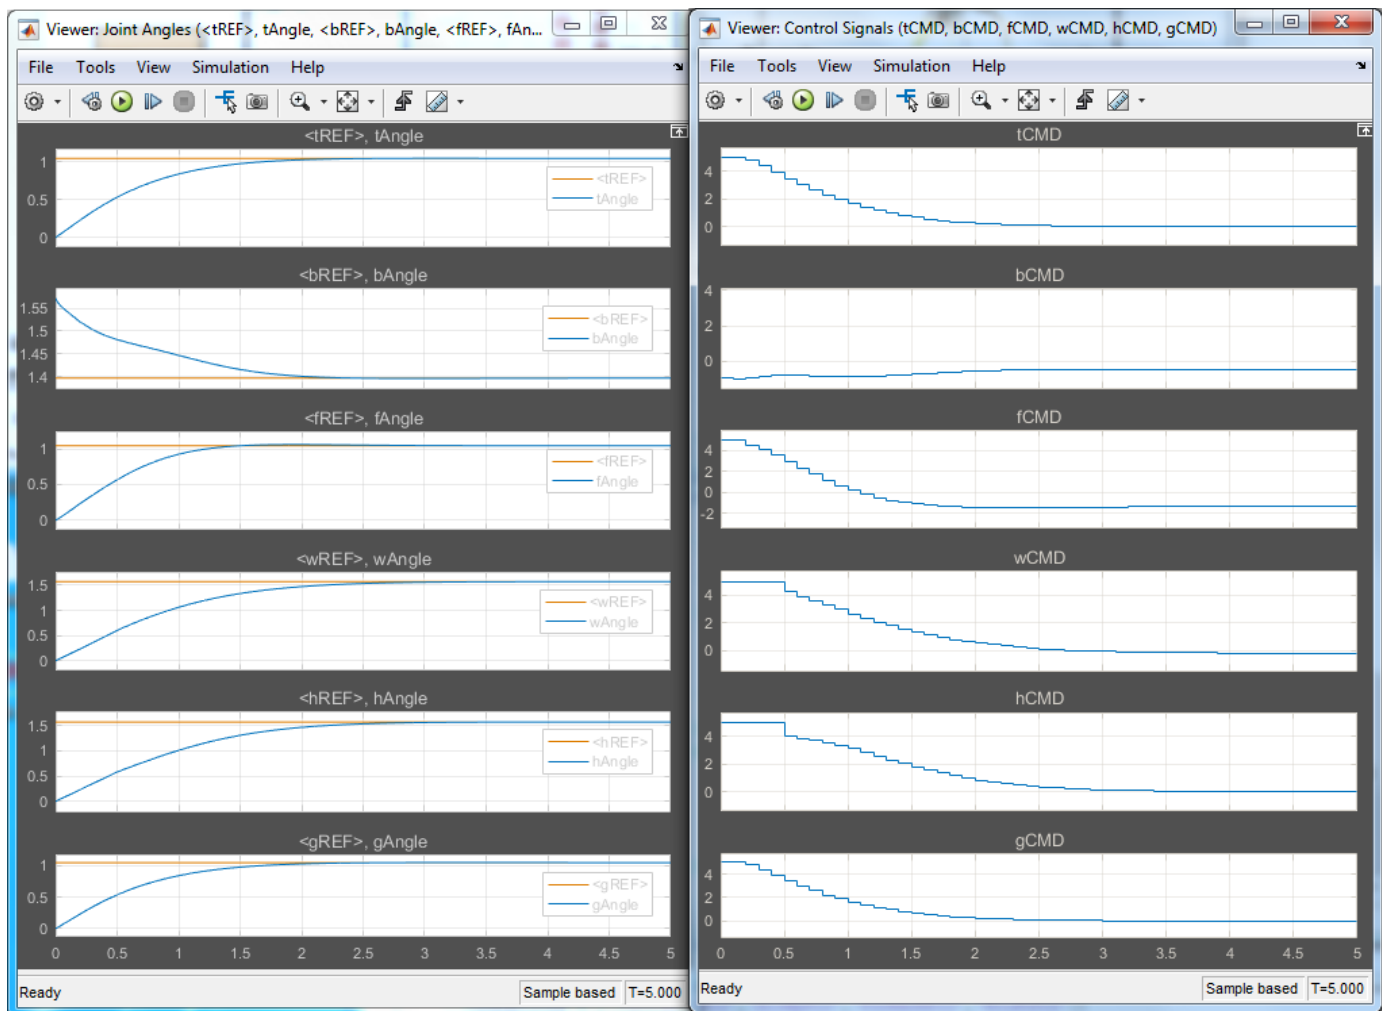 Viewer: Joint Angles (<tREF>, tAngle, <bREF>, bAngle, <fREF>, fAn...
File Tools View Simulation Help
<tREF>, tAngle
1
0.5
0
<tREF>
tAngle
<bREF>, bAngle
1.55
1.5
1.45
1.4
<bREF>
bAngle
<fREF>, fAngle
1
0.5
0
<fREF>
fAngle
<wREF>, wAngle
1.5
1
0.5
0
<wREF>
wAngle
<hREF>, hAngle
1.5
1
0.5
0
<hREF>
hAngle
<gREF>, gAngle
1
0.5
0
<gREF>
gAngle
0 0.5 1 1.5 2 2.5 3 3.5 4 4.5 5
Ready Sample based T=5.000
Viewer: Control Signals (tCMD, bCMD, fCMD, wCMD, hCMD, gCMD)
File Tools View Simulation Help
tCMD
4
2
0
bCMD
4
2
0
fCMD
4
2
0
-2
wCMD
4
2
0
hCMD
4
2
0
gCMD
4
2
0
0 0.5 1 1.5 2 2.5 3 3.5 4 4.5 5
Ready Sample based T=5.000